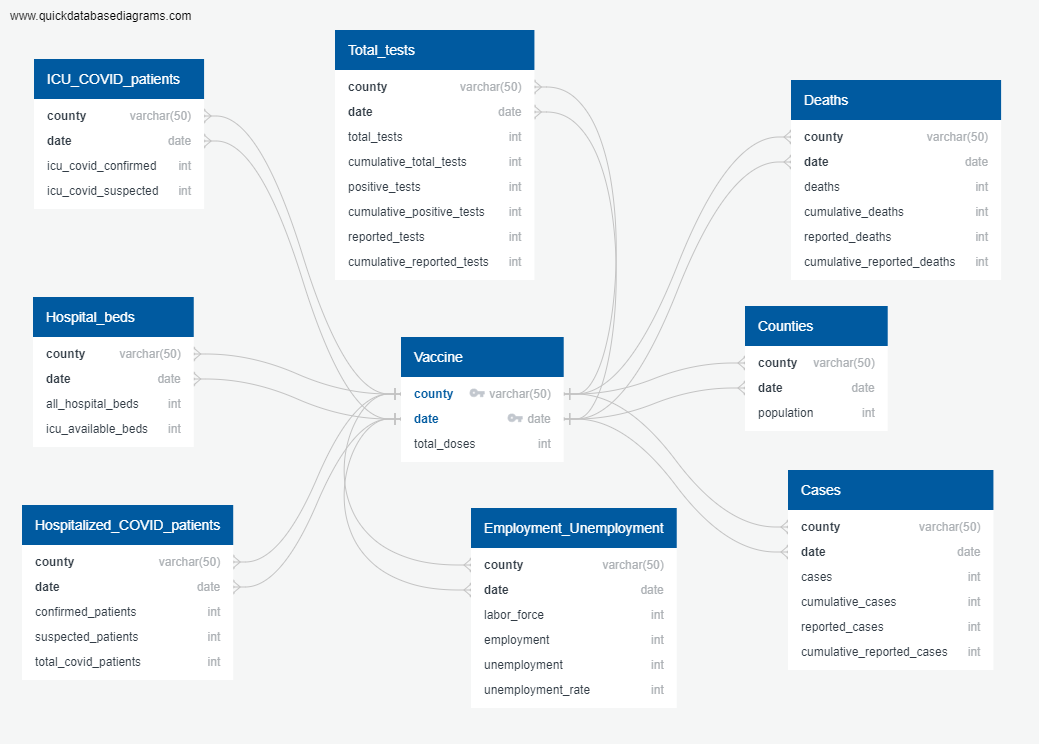 www.quickdatabasediagrams.com
ICU_COVID_patients
county varchar(50)
date date
icu_covid_confirmed int
icu_covid_suspected int
Total_tests
county varchar(50)
date date
total_tests int
cumulative_total_tests int
positive_tests int
cumulative_positive_tests int
reported_tests int
cumulative_reported_tests int
Deaths
county varchar(50)
date date
deaths int
cumulative_deaths int
reported_deaths int
cumulative_reported_deaths int
Hospital_beds
county varchar(50)
date date
all_hospital_beds int
icu_available_beds int
Vaccine
county varchar(50)
date date
total_doses int
Counties
county varchar(50)
date date
population int
Hospitalized_COVID_patients
county varchar(50)
date date
confirmed_patients int
suspected_patients int
total_covid_patients int
Employment_Unemployment
county varchar(50)
date date
labor_force int
employment int
unemployment int
unemployment_rate int
Cases
county varchar(50)
date date
cases int
cumulative_cases int
reported_cases int
cumulative_reported_cases int